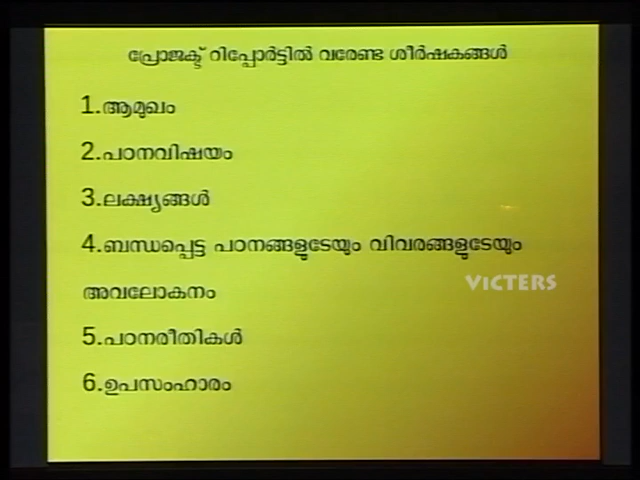 പ്രോജക്ട് റിപ്പോർട്ടിൽ വരേണ്ട ശീർഷകങ്ങൾ
1.ആമുഖം
2.പഠനവിഷയം
3.ലക്ഷ്യങ്ങൾ
4.ബന്ധപ്പെട്ട പഠനങ്ങളുടേയും വിവരങ്ങളുടേയും
VICTERS
അവലോകനം
5.പഠനരീതികൾ
6.ഉപസംഹാരം